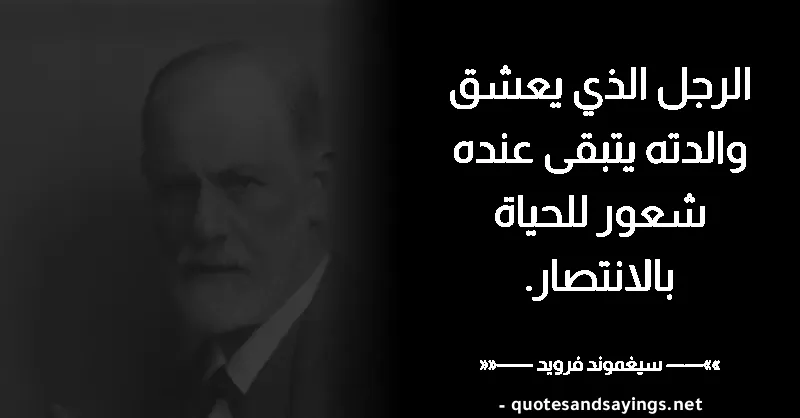 الرجل الذي يعشق
والدته يتبقى عنده
شعور للحياة
بالانتصار.
»»—— سيغموند فرويد ——««
- quotesandsayings.net